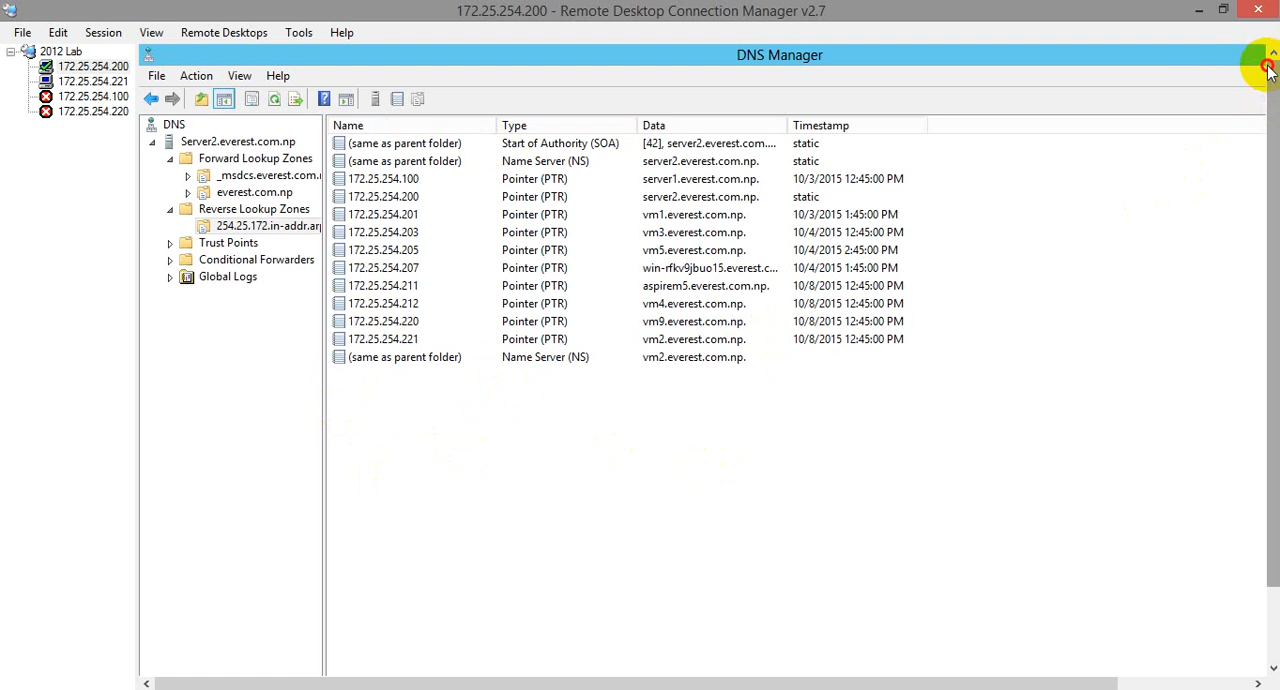 172.25.254.200 - Remote Desktop Connection Manager v2.7
File Edit Session View Remote Desktops Tools Help
2012 Lab
172.25.254.200
172.25.254.221
172.25.254.100
172.25.254.220
DNS Manager
File Action View Help
DNS
Server2.everest.com.np
Forward Lookup Zones
_msdcs.everest.com.
everest.com.np
Reverse Lookup Zones
254.25.172.in-addr.arp
Trust Points
Conditional Forwarders
Global Logs
Name Type Data Timestamp
(same as parent folder) Start of Authority (SOA) [42], server2.everest.com.... static
(same as parent folder) Name Server (NS) server2.everest.com.np. static
172.25.254.100 Pointer (PTR) server1.everest.com.np. 10/3/2015 12:45:00 PM
172.25.254.200 Pointer (PTR) server2.everest.com.np. static
172.25.254.201 Pointer (PTR) vm1.everest.com.np. 10/3/2015 1:45:00 PM
172.25.254.203 Pointer (PTR) vm3.everest.com.np. 10/4/2015 12:45:00 PM
172.25.254.205 Pointer (PTR) vm5.everest.com.np. 10/4/2015 2:45:00 PM
172.25.254.207 Pointer (PTR) win-rfkv9jbuo15.everest.c... 10/4/2015 1:45:00 PM
172.25.254.211 Pointer (PTR) aspirem5.everest.com.np. 10/8/2015 12:45:00 PM
172.25.254.212 Pointer (PTR) vm4.everest.com.np. 10/8/2015 12:45:00 PM
172.25.254.220 Pointer (PTR) vm9.everest.com.np. 10/8/2015 12:45:00 PM
172.25.254.221 Pointer (PTR) vm2.everest.com.np. 10/8/2015 12:45:00 PM
(same as parent folder) Name Server (NS) vm2.everest.com.np.